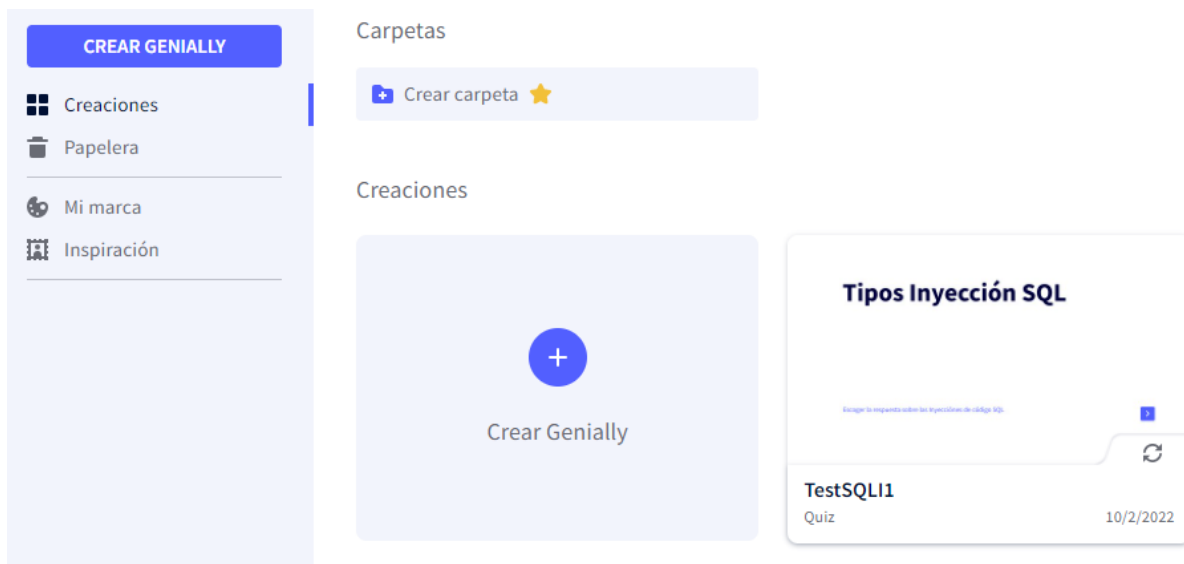 CREAR GENIALLY
Creaciones
Papelera
Mi marca
Inspiración
Carpetas
Crear carpeta
Creaciones
Crear Genially
Tipos Inyección SQL
Escoger la respuesta sobre las Inyecciones de código SQL
TestSQLI1
Quiz
10/2/2022